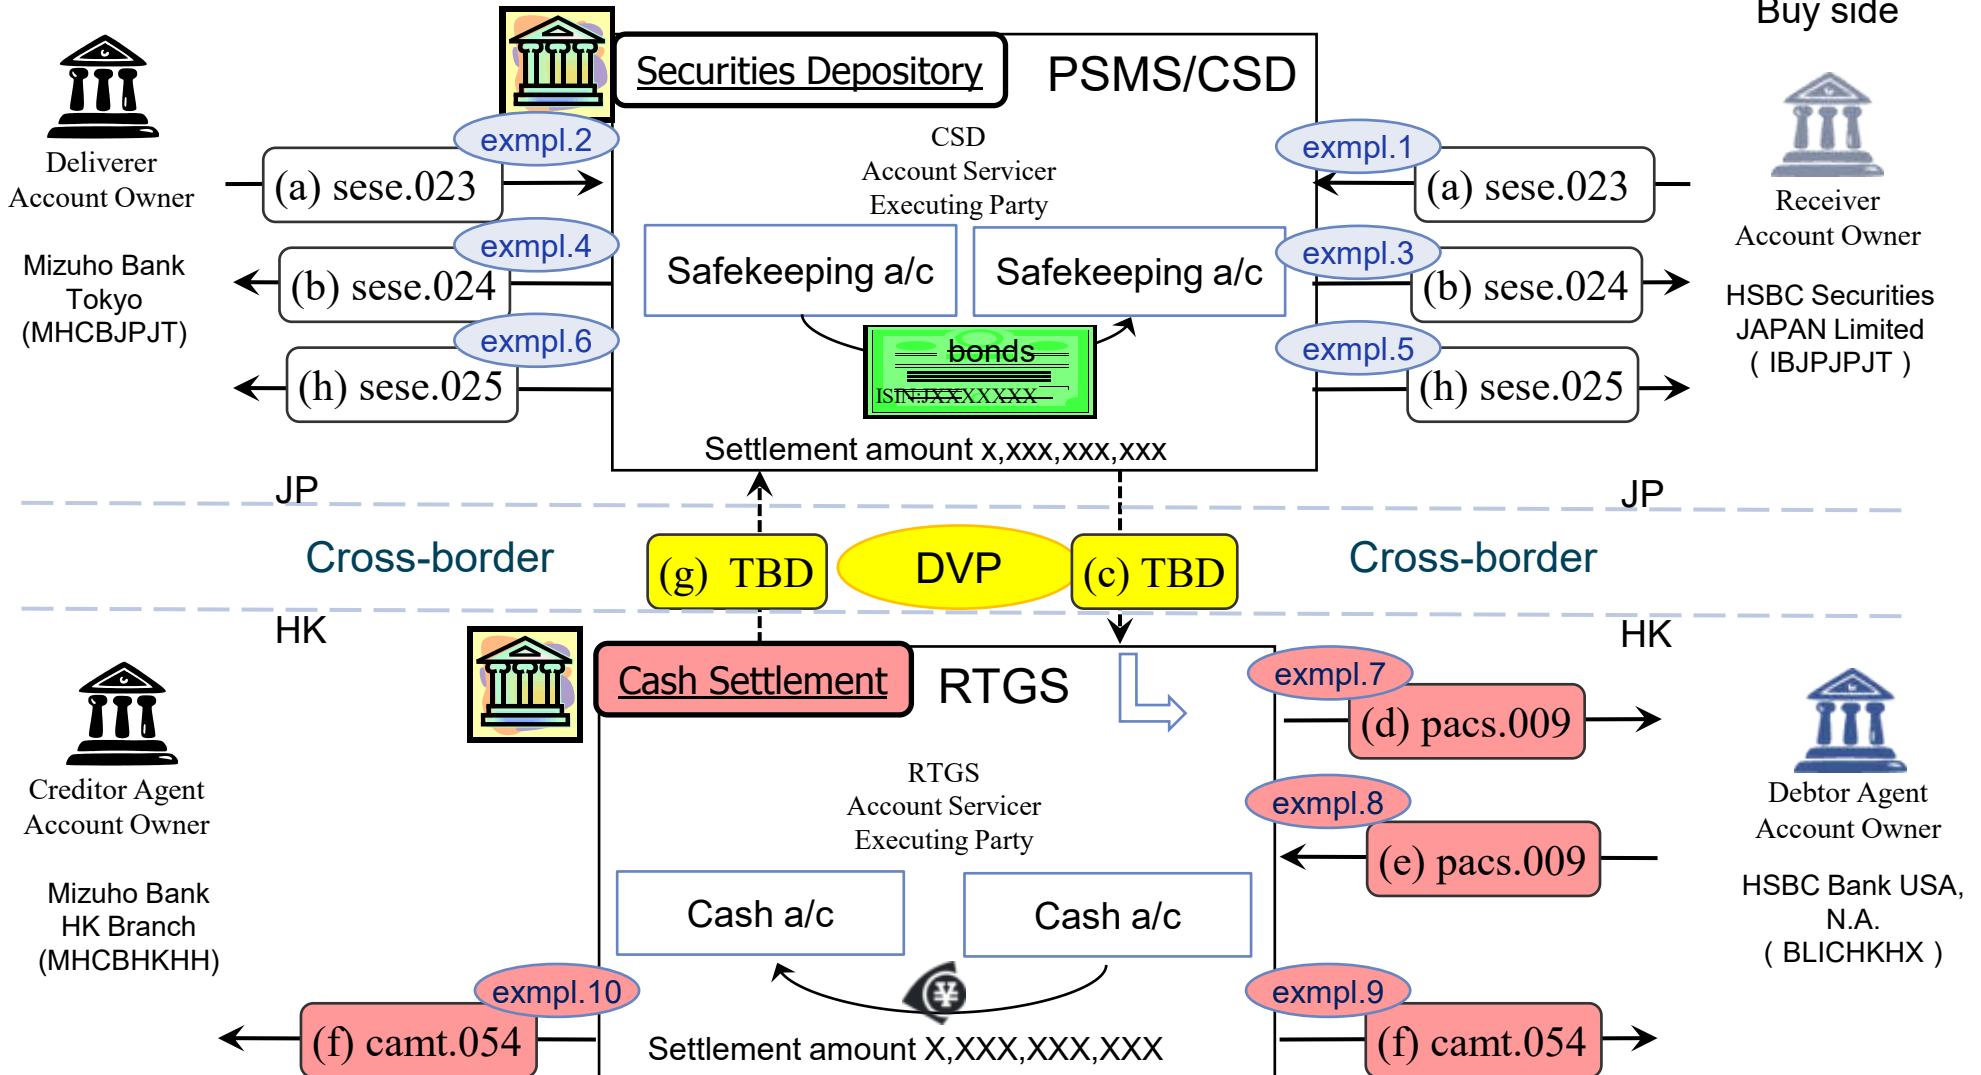 Buy side
Securities Depository
PSMS/CSD
Deliverer
Account Owner
Mizuho Bank
Tokyo
(MHCBJPJT)
exmpl.2
(a) sese.023
exmpl.4
(b) sese.024
exmpl.6
(h) sese.025
CSD
Account Servicer
Executing Party
Safekeeping a/c
Safekeeping a/c
bonds
ISIN:JXXXXXXXX
Settlement amount x,xxx,xxx,xxx
exmpl.1
(a) sese.023
exmpl.3
(b) sese.024
exmpl.5
(h) sese.025
Receiver
Account Owner
HSBC Securities
JAPAN Limited
( IBJPJPJT )
JP
JP
Cross-border
(g) TBD
DVP
(c) TBD
Cross-border
HK
HK
Cash Settlement
RTGS
Creditor Agent
Account Owner
Mizuho Bank
HK Branch
(MHCBHKHH)
RTGS
Account Servicer
Executing Party
Cash a/c
Cash a/c
¥
Settlement amount X,XXX,XXX,XXX
exmpl.10
(f) camt.054
exmpl.7
(d) pacs.009
exmpl.8
(e) pacs.009
exmpl.9
(f) camt.054
Debtor Agent
Account Owner
HSBC Bank USA,
N.A.
( BLICHKHX )